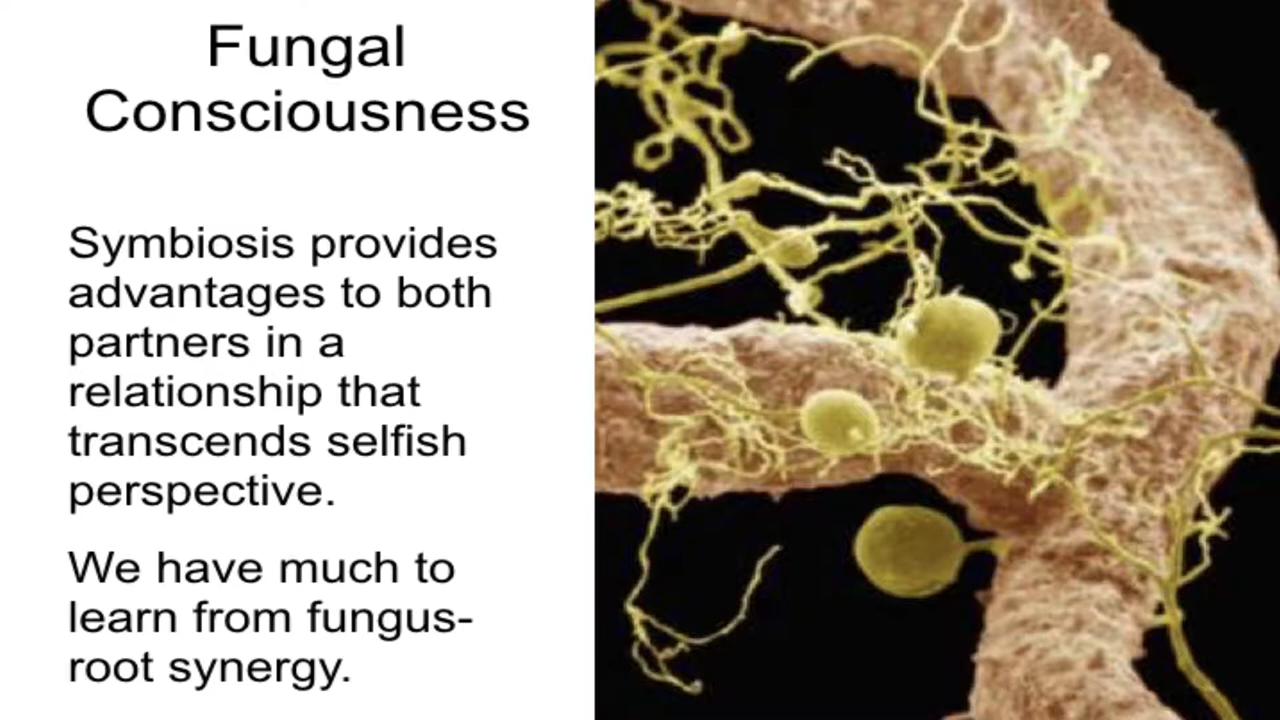 Fungal
Consciousness
Symbiosis provides
advantages to both
partners in a
relationship that
transcends selfish
perspective.
We have much to
learn from fungus-
root synergy.